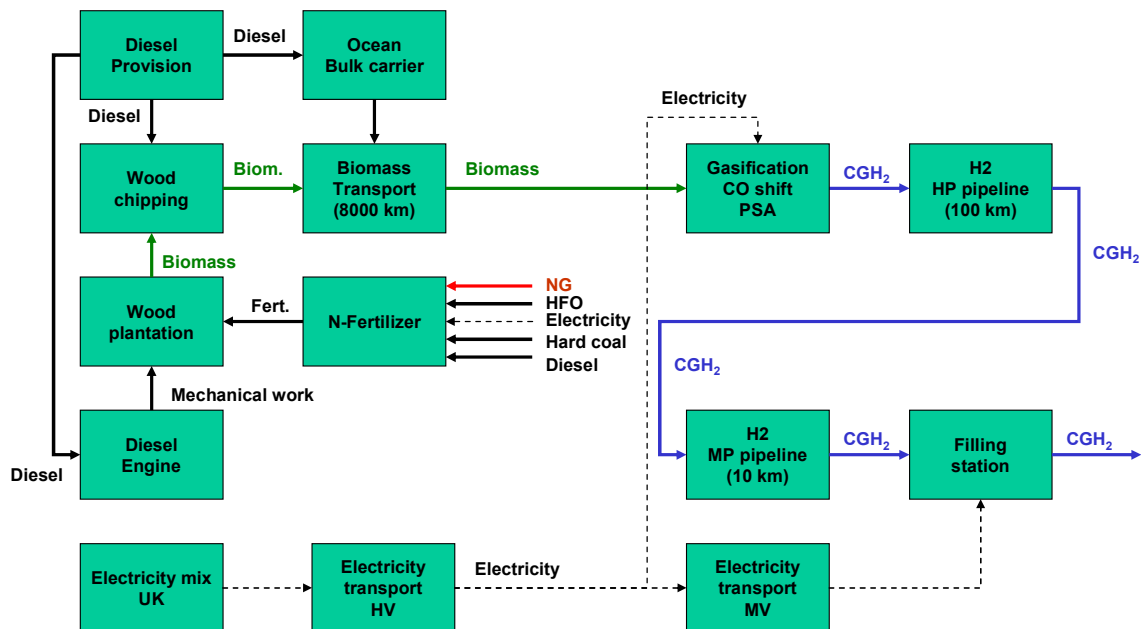 Diesel
Provision
Diesel
Ocean
Bulk carrier
Diesel
Electricity
Wood
chipping
Biom.
Biomass
Transport
(8000 km)
Biomass
Gasification
CO shift
PSA
CGH2
H2
HP pipeline
(100 km)
CGH2
Biomass
Wood
plantation
Fert.
N-Fertilizer
NG
HFO
Electricity
Hard coal
Diesel
CGH2
Mechanical work
Diesel
Diesel
Engine
H2
MP pipeline
(10 km)
CGH2
Filling
station
CGH2
Electricity mix
UK
Electricity
transport
HV
Electricity
Electricity
transport
MV